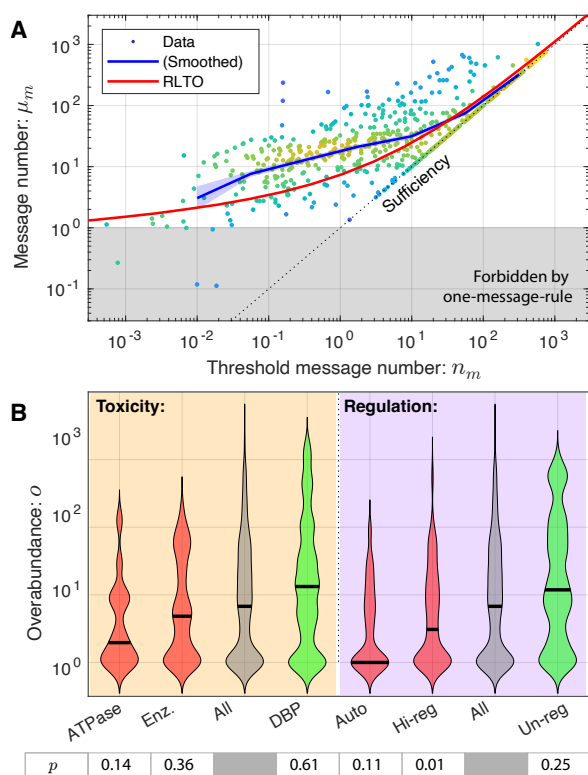 A
Data
(Smoothed)
RLTO
Message number: μₘ
10³
10²
10¹
10⁰
10⁻¹
Sufficiency
Forbidden by
one-message-rule
10⁻³ 10⁻² 10⁻¹ 10⁰ 10¹ 10² 10³
Threshold message number: nₘ
B
Toxicity: Regulation:
Overabundance: o
10³
10²
10¹
10⁰
ATPase Enz. All DBP Auto Hi-reg All Un-reg
p 0.14 0.36 0.61 0.11 0.01 0.25